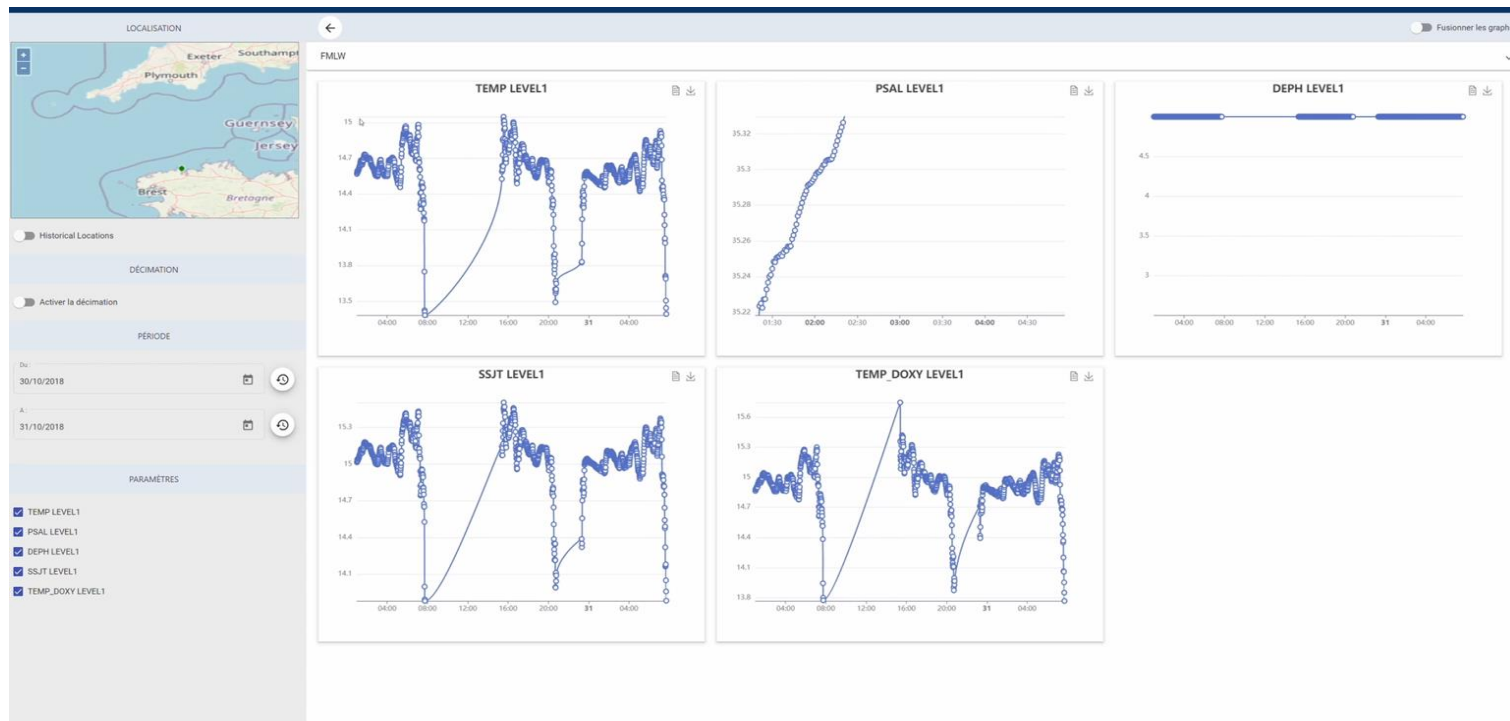 LOCALISATION
Fusionner les graph
+
−
Exeter
Southampt
Plymouth
Guernsey
Jersey
Brest
Bretagne
Historical Locations
DÉCIMATION
Activer la décimation
PÉRIODE
Du :
30/10/2018
A :
31/10/2018
PARAMÈTRES
TEMP LEVEL1
PSAL LEVEL1
DEPH LEVEL1
SSJT LEVEL1
TEMP_DOXY LEVEL1
FMLW
TEMP LEVEL1
15
14.7
14.4
14.1
13.8
13.5
04:00 08:00 12:00 16:00 20:00 31 04:00
PSAL LEVEL1
35.32
35.3
35.28
35.26
35.24
35.22
01:30 02:00 02:30 03:00 03:30 04:00 04:30
DEPH LEVEL1
4.5
4
3.5
3
04:00 08:00 12:00 16:00 20:00 31 04:00
SSJT LEVEL1
15.3
15
14.7
14.4
14.1
04:00 08:00 12:00 16:00 20:00 31 04:00
TEMP_DOXY LEVEL1
15.6
15.3
15
14.7
14.4
14.1
13.8
04:00 08:00 12:00 16:00 20:00 31 04:00